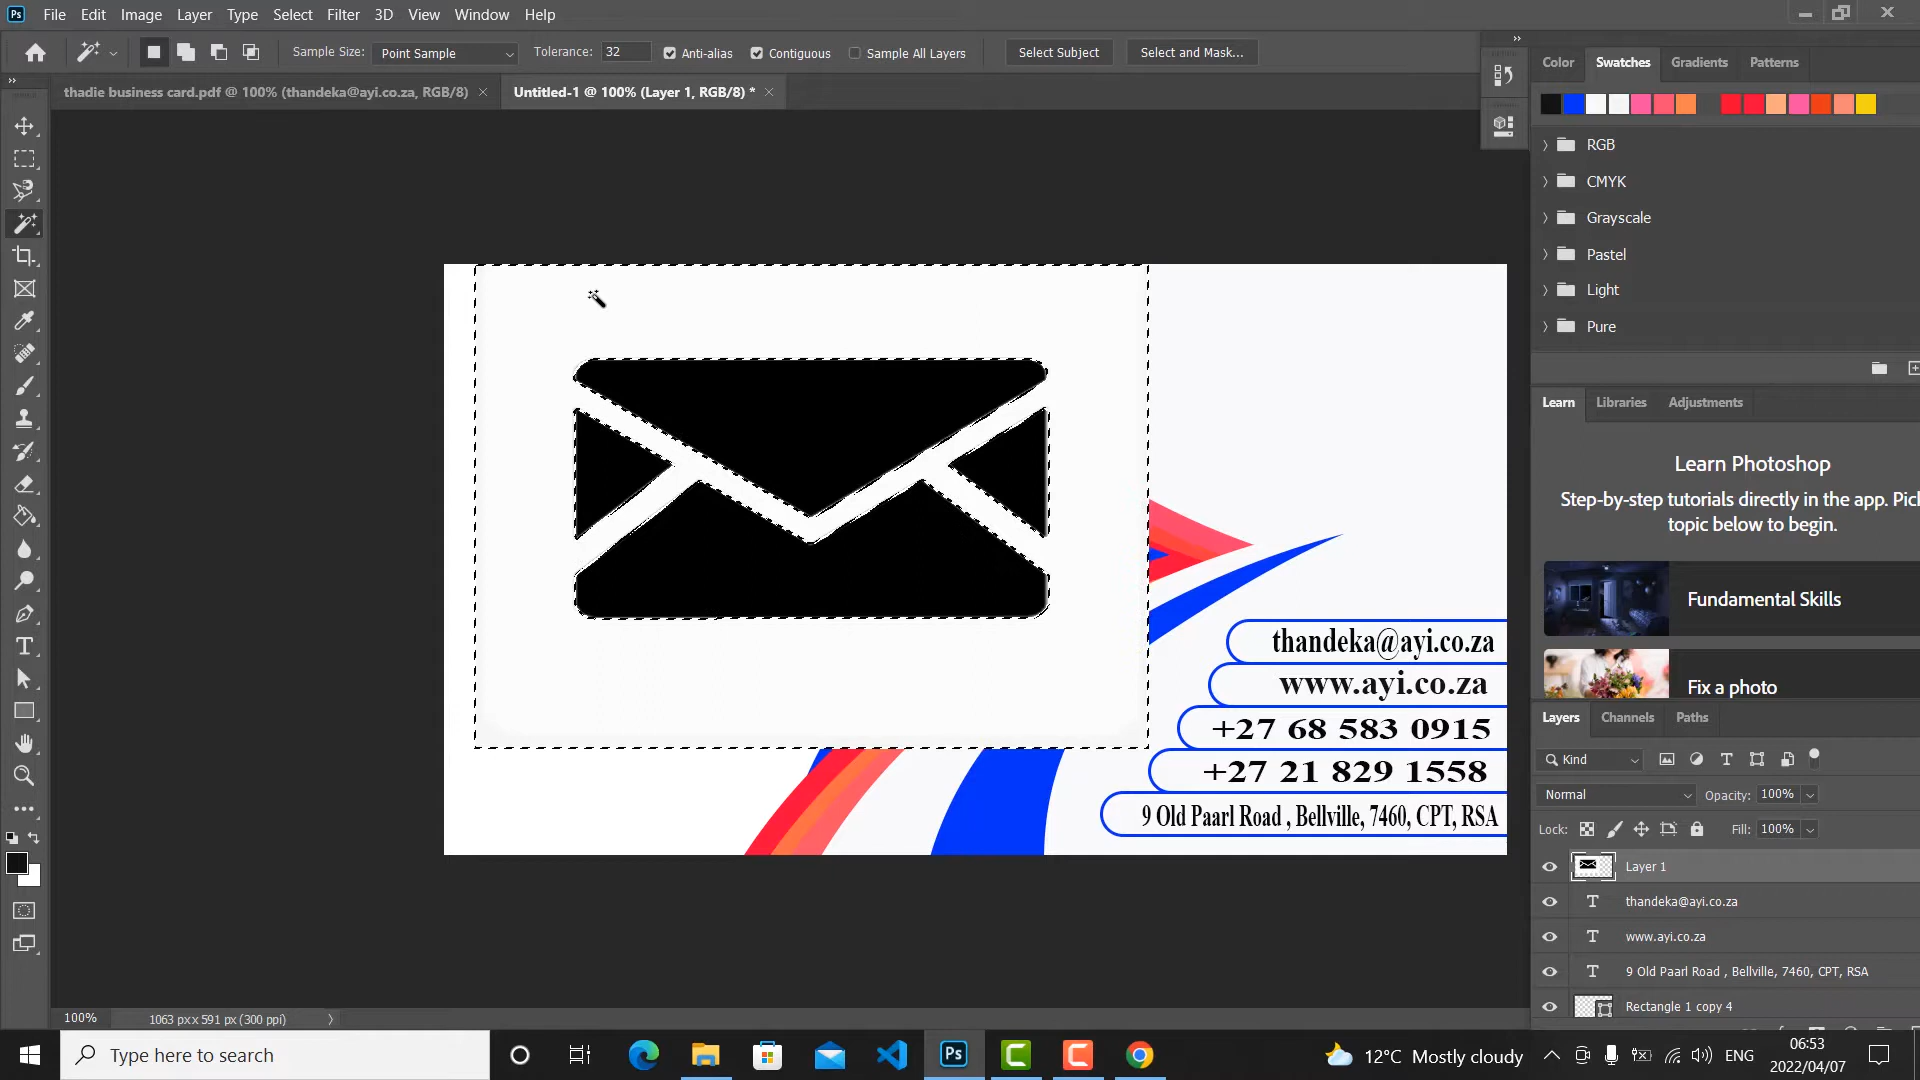 Ps File Edit Image Layer Type Select Filter 3D View Window Help
Sample Size: Point Sample Tolerance: 32 Anti-alias Contiguous Sample All Layers Select Subject Select and Mask...
thadie business card.pdf @ 100% (thandeka@ayi.co.za, RGB/8) × Untitled-1 @ 100% (Layer 1, RGB/8) * ×
Color Swatches Gradients Patterns
RGB
CMYK
Grayscale
Pastel
Light
Pure
Learn Libraries Adjustments
Learn Photoshop
Step-by-step tutorials directly in the app. Pick
topic below to begin.
Fundamental Skills
Fix a photo
thandeka@ayi.co.za
www.ayi.co.za
+27 68 583 0915
+27 21 829 1558
9 Old Paarl Road , Bellville, 7460, CPT, RSA
Layers Channels Paths
Kind
Normal Opacity: 100%
Lock: Fill: 100%
Layer 1
thandeka@ayi.co.za
www.ayi.co.za
9 Old Paarl Road , Bellville, 7460, CPT, RSA
Rectangle 1 copy 4
100% 1063 px x 591 px (300 ppi)
Type here to search
Ps
12°C Mostly cloudy
ENG
06:53
2022/04/07